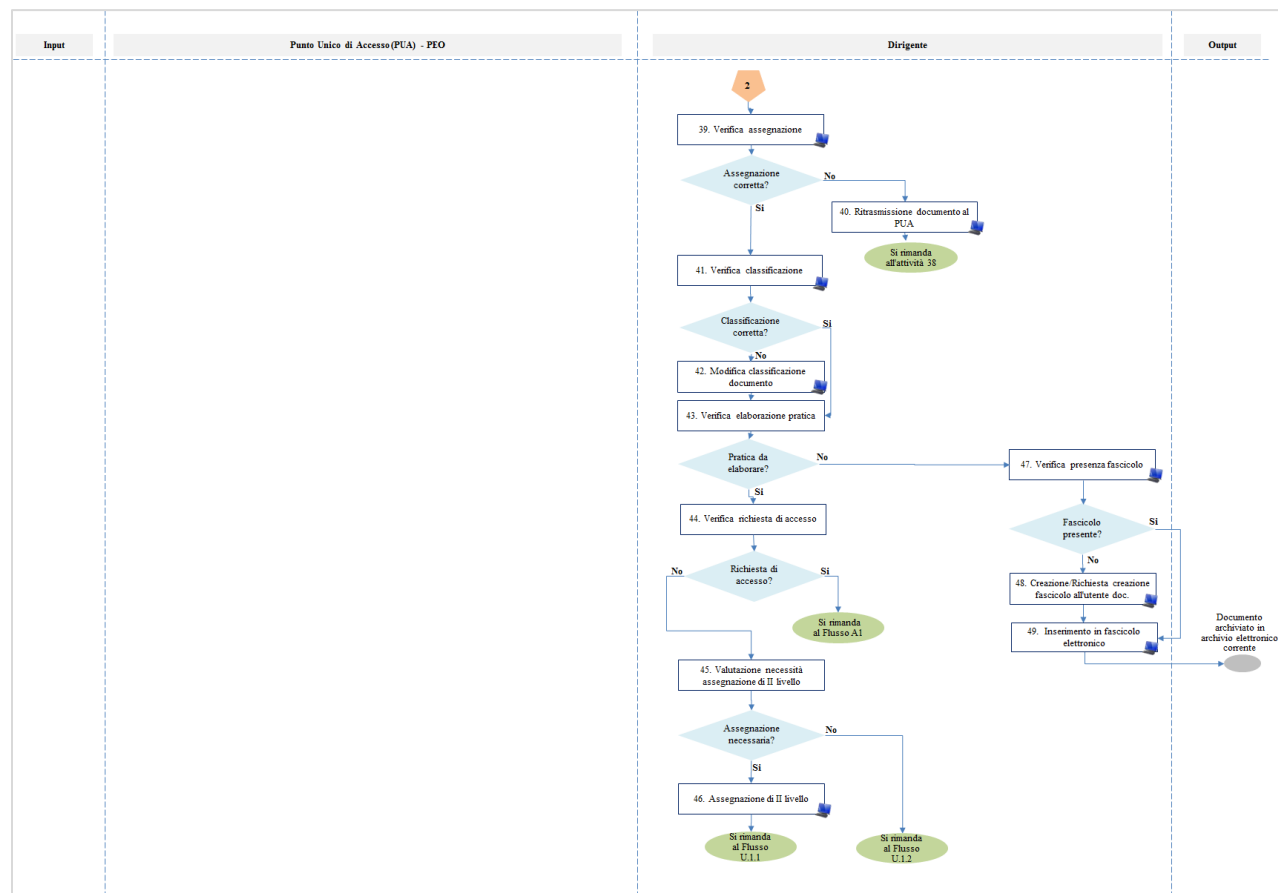 Input
Punto Unico di Accesso (PUA) - PEO
Dirigente
Output
2
39. Verifica assegnazione
Assegnazione
corretta?
No
Si
40. Ritrasmissione documento al
PUA
Si rimanda
all'attività 38
41. Verifica classificazione
Classificazione
corretta?
Si
No
42. Modifica classificazione
documento
43. Verifica elaborazione pratica
Pratica da
elaborare?
No
Si
47. Verifica presenza fascicolo
44. Verifica richiesta di accesso
Fascicolo
presente?
Si
No
Richiesta di
accesso?
No
Si
48. Creazione/Richiesta creazione
fascicolo all'utente doc.
Si rimanda
al Flusso A1
49. Inserimento in fascicolo
elettronico
Documento
archiviato in
archivio elettronico
corrente
45. Valutazione necessità
assegnazione di II livello
Assegnazione
necessaria?
No
Si
46. Assegnazione di II livello
Si rimanda
al Flusso
U.1.1
Si rimanda
al Flusso
U.1.2